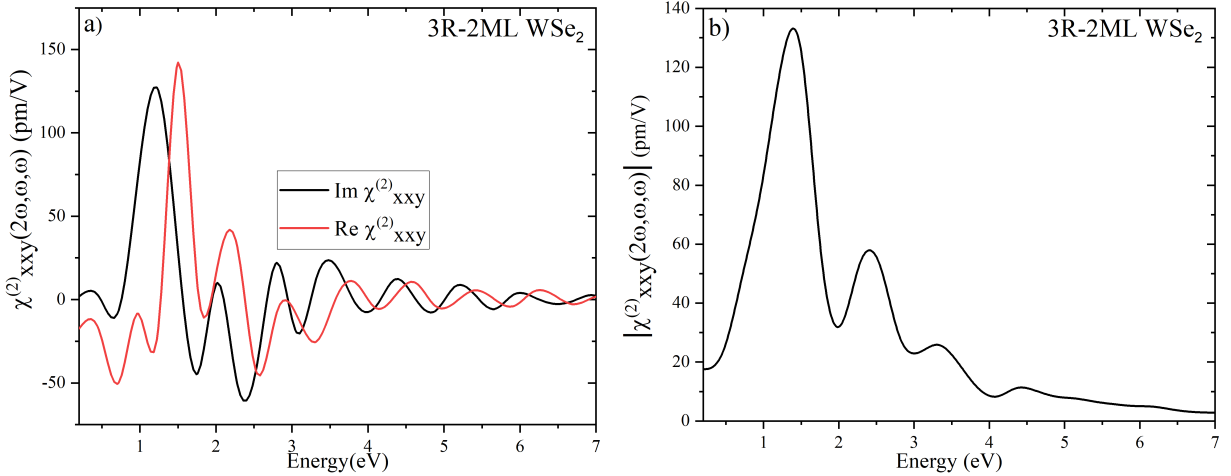 a)
3R-2ML WSe₂
χ⁽²⁾xxy(2ω,ω,ω) (pm/V)
150
100
50
0
-50
Im χ⁽²⁾xxy
Re χ⁽²⁾xxy
1 2 3 4 5 6 7
Energy(eV)
b)
3R-2ML WSe₂
|χ⁽²⁾xxy(2ω,ω,ω)| (pm/V)
140
120
100
80
60
40
20
0
1 2 3 4 5 6 7
Energy(eV)